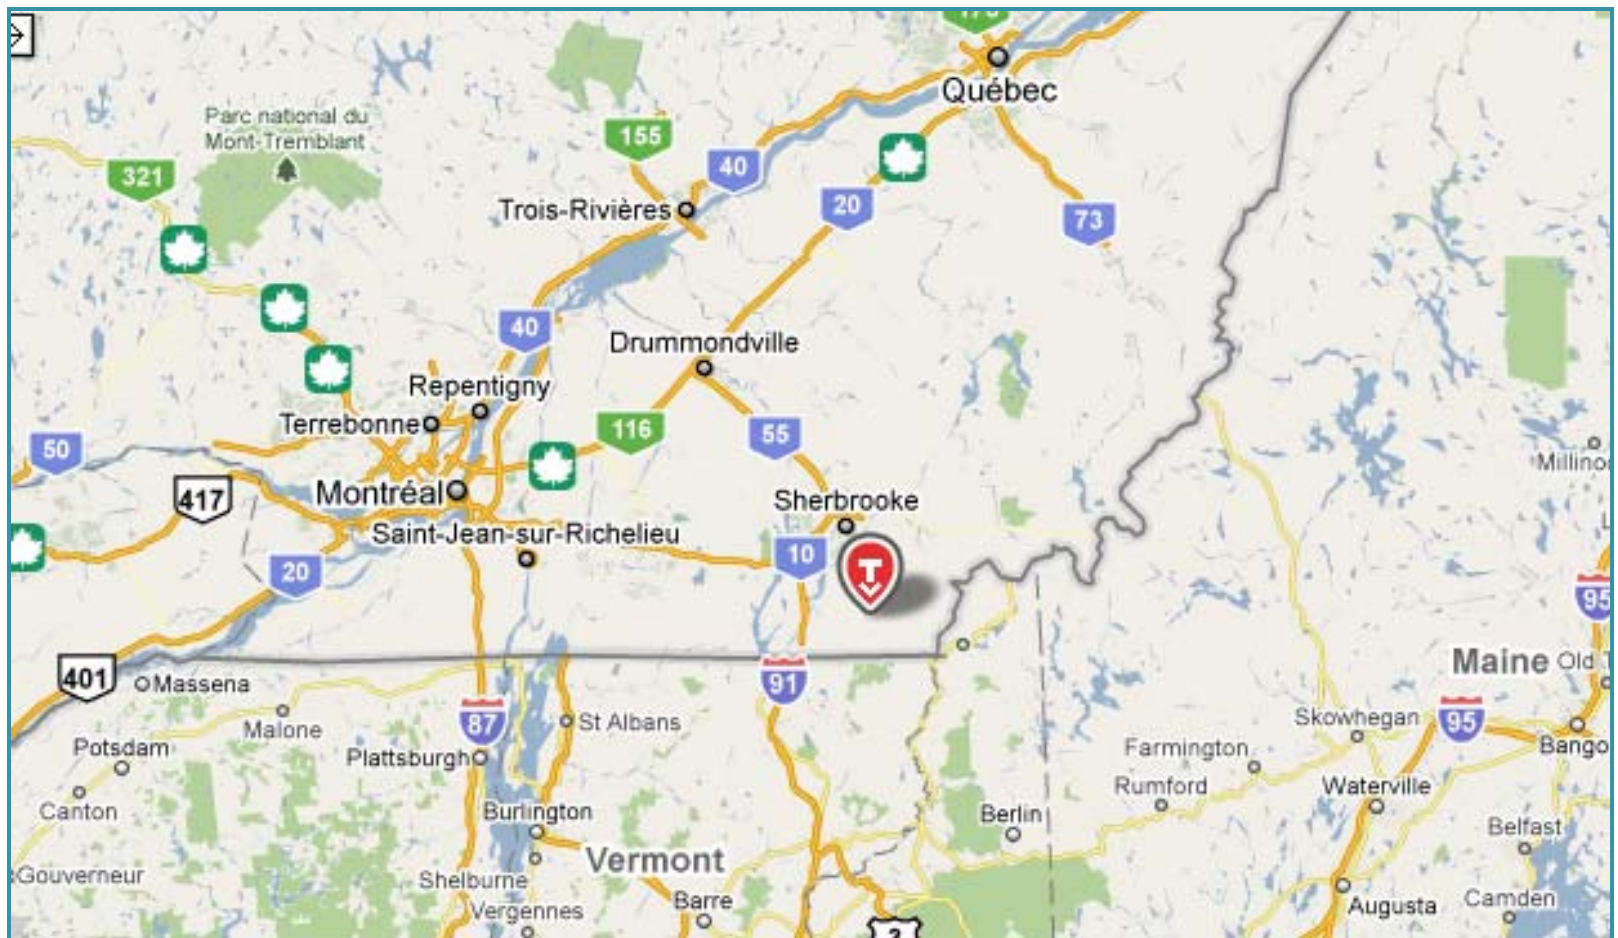 Québec
Parc national du
Mont-Tremblant
155
40
321
20
Trois-Rivières
73
40
Drummondville
Repentigny
Terrebonne
116
55
50
Montréal
417
Sherbrooke
Saint-Jean-sur-Richelieu
10
T
20
95
401
Massena
91
Maine
Old
Malone
87
St Albans
Skowhegan
95
Potsdam
Plattsburgh
Farmington
Canton
Rumford
Waterville
Burlington
Berlin
Belfast
Vermont
Gouverneur
Shelburne
Barre
Camden
Vergennes
Augusta
2